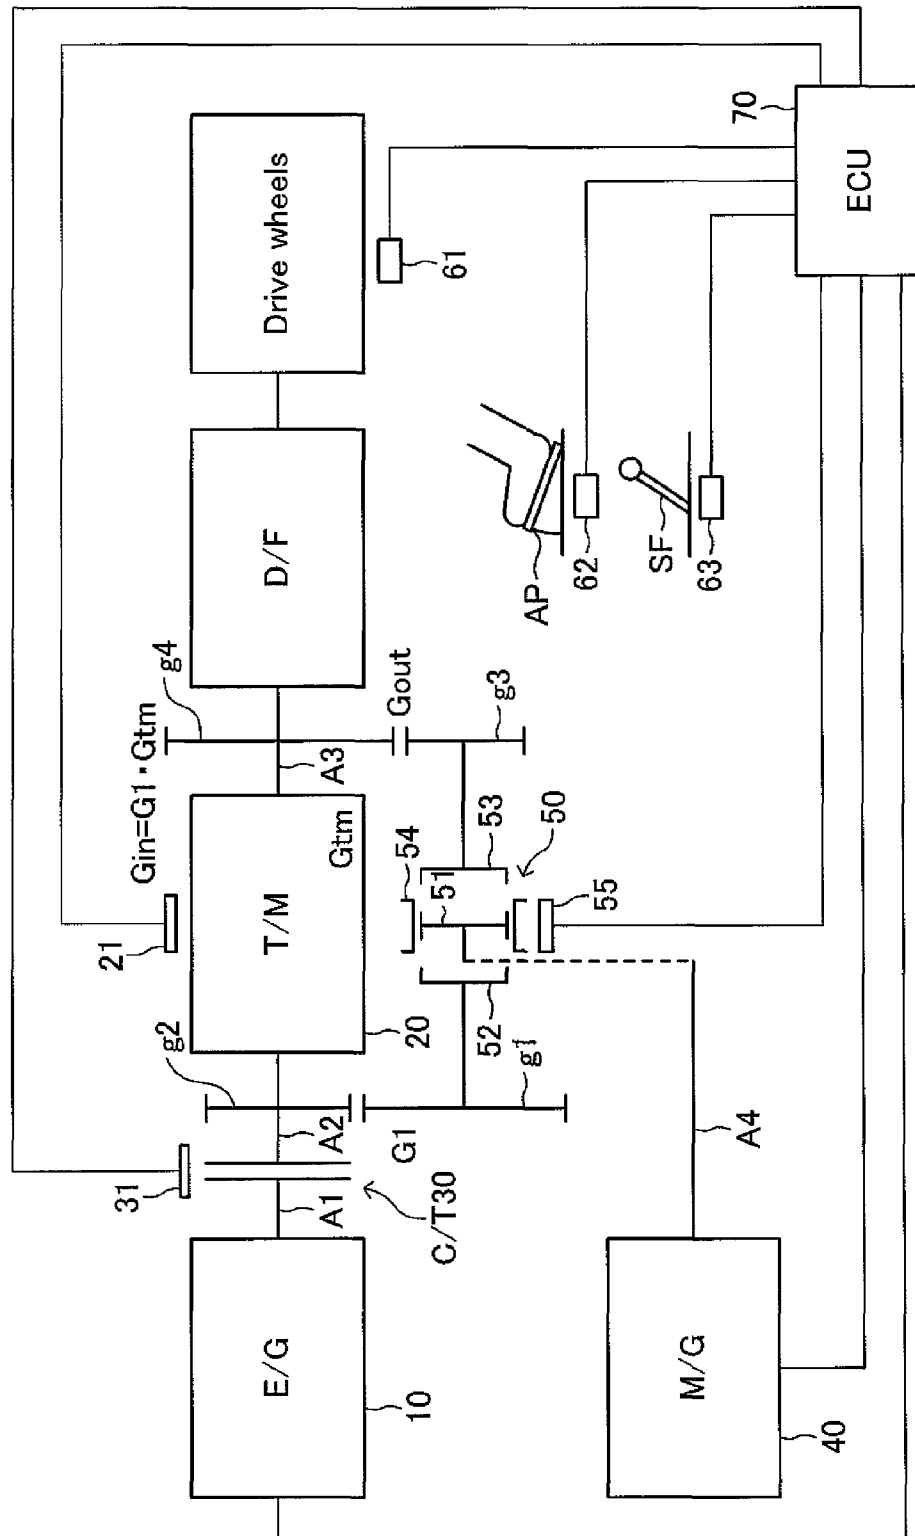 E/G
10
31
A1
C/T30
A2
g2
G1
g1
T/M
20
Gtm
21
Gin=G1・Gtm
A3
g4
Gout
g3
D/F
Drive wheels
50
51
52
53
54
55
M/G
40
A4
61
AP
62
SF
63
ECU
70